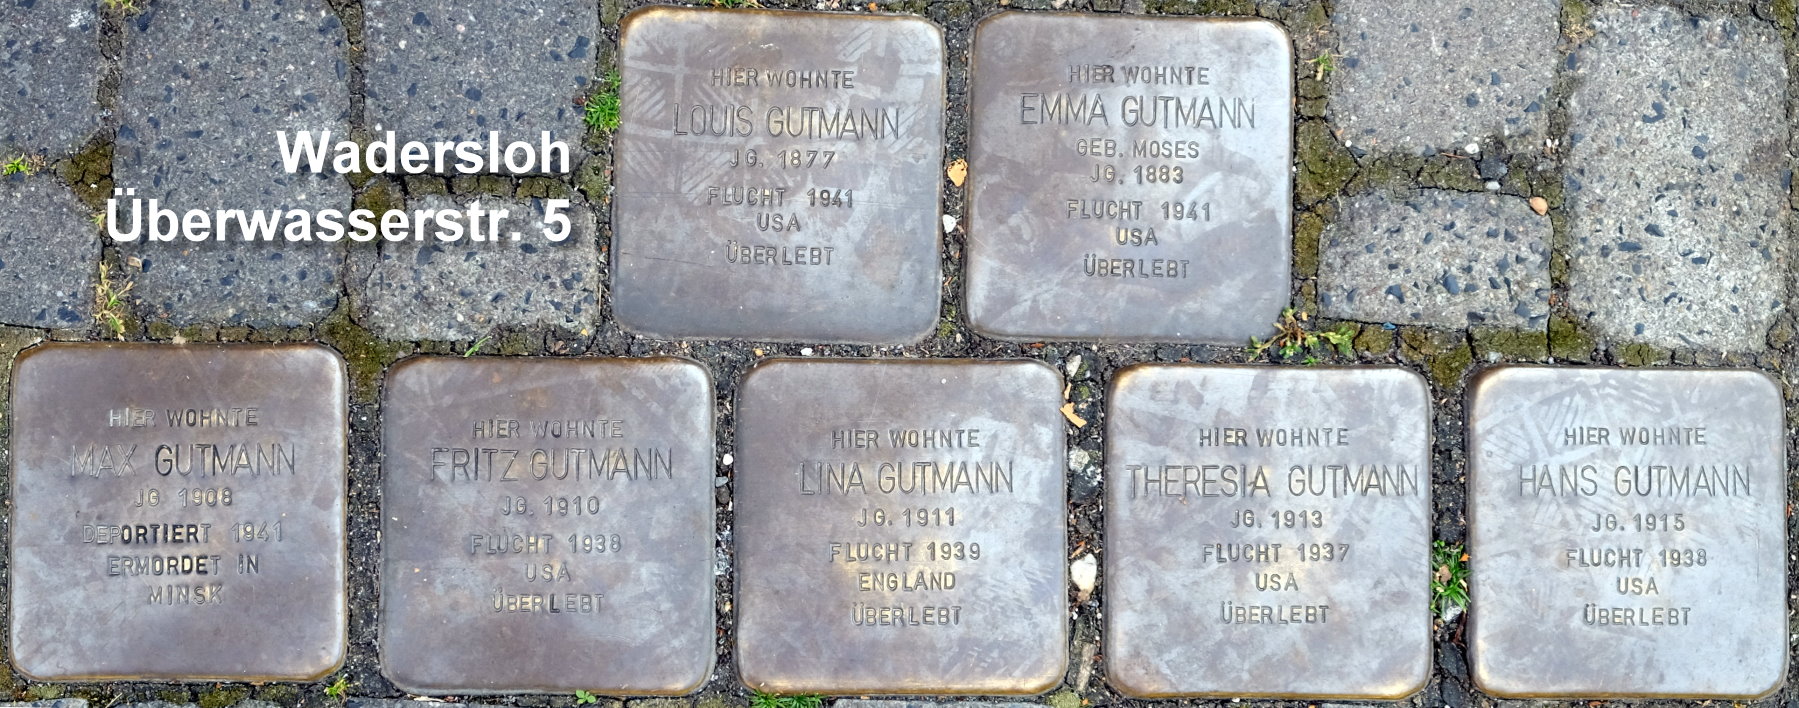 Wadersloh
Überwasserstr. 5
HIER WOHNTE
LOUIS GUTMANN
JG. 1877
FLUCHT 1941
USA
ÜBERLEBT
HIER WOHNTE
EMMA GUTMANN
GEB. MOSES
JG. 1883
FLUCHT 1941
USA
ÜBERLEBT
HIER WOHNTE
MAX GUTMANN
JG. 1908
DEPORTIERT 1941
ERMORDET IN
MINSK
HIER WOHNTE
FRITZ GUTMANN
JG. 1910
FLUCHT 1938
USA
ÜBERLEBT
HIER WOHNTE
LINA GUTMANN
JG. 1911
FLUCHT 1939
ENGLAND
ÜBERLEBT
HIER WOHNTE
THERESIA GUTMANN
JG. 1913
FLUCHT 1937
USA
ÜBERLEBT
HIER WOHNTE
HANS GUTMANN
JG. 1915
FLUCHT 1938
USA
ÜBERLEBT